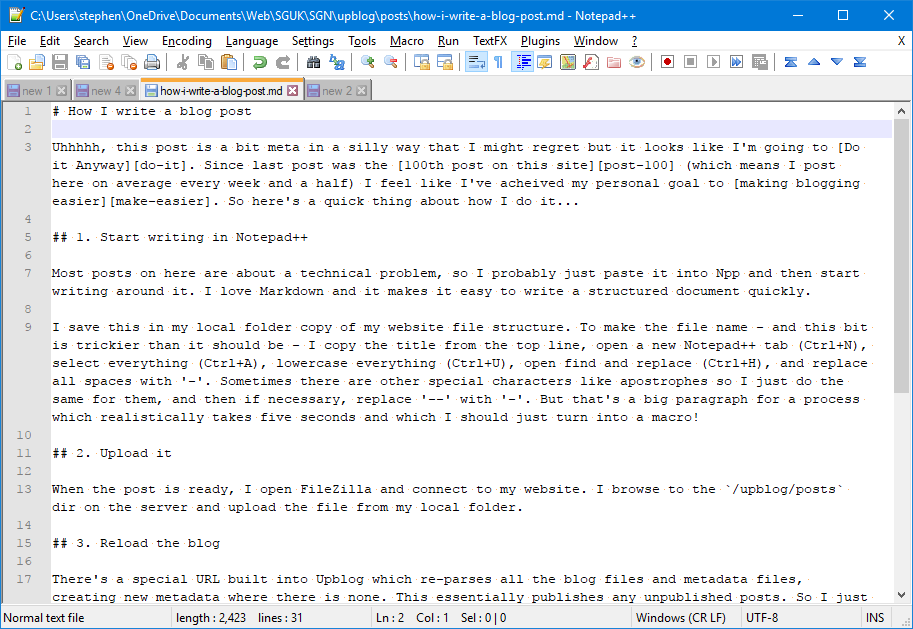 C:\Users\stephen\OneDrive\Documents\Web\SGUK\SGN\upblog\posts\how-i-write-a-blog-post.md - Notepad++
File Edit Search View Encoding Language Settings Tools Macro Run TextFX Plugins Window ? X
new 1 new 4 how-i-write-a-blog-post.md new 2
1 # How I write a blog post
2
3 Uhhhhh, this post is a bit meta in a silly way that I might regret but it looks like I'm going to [Do
it Anyway][do-it]. Since last post was the [100th post on this site][post-100] (which means I post
here on average every week and a half) I feel like I've acheived my personal goal to [making blogging
easier][make-easier]. So here's a quick thing about how I do it...
4
5 ## 1. Start writing in Notepad++
6
7 Most posts on here are about a technical problem, so I probably just paste it into Npp and then start
writing around it. I love Markdown and it makes it easy to write a structured document quickly.
8
9 I save this in my local folder copy of my website file structure. To make the file name - and this bit
is trickier than it should be - I copy the title from the top line, open a new Notepad++ tab (Ctrl+N),
select everything (Ctrl+A), lowercase everything (Ctrl+U), open find and replace (Ctrl+H), and replace
all spaces with '-'. Sometimes there are other special characters like apostrophes so I just do the
same for them, and then if necessary, replace '--' with '-'. But that's a big paragraph for a process
which realistically takes five seconds and which I should just turn into a macro!
10
11 ## 2. Upload it
12
13 When the post is ready, I open FileZilla and connect to my website. I browse to the `/upblog/posts`
dir on the server and upload the file from my local folder.
14
15 ## 3. Reload the blog
16
17 There's a special URL built into Upblog which re-parses all the blog files and metadata files,
creating new metadata where there is none. This essentially publishes any unpublished posts. So I just
Normal text file length : 2,423 lines : 31 Ln : 2 Col : 1 Sel : 0 | 0 Windows (CR LF) UTF-8 INS